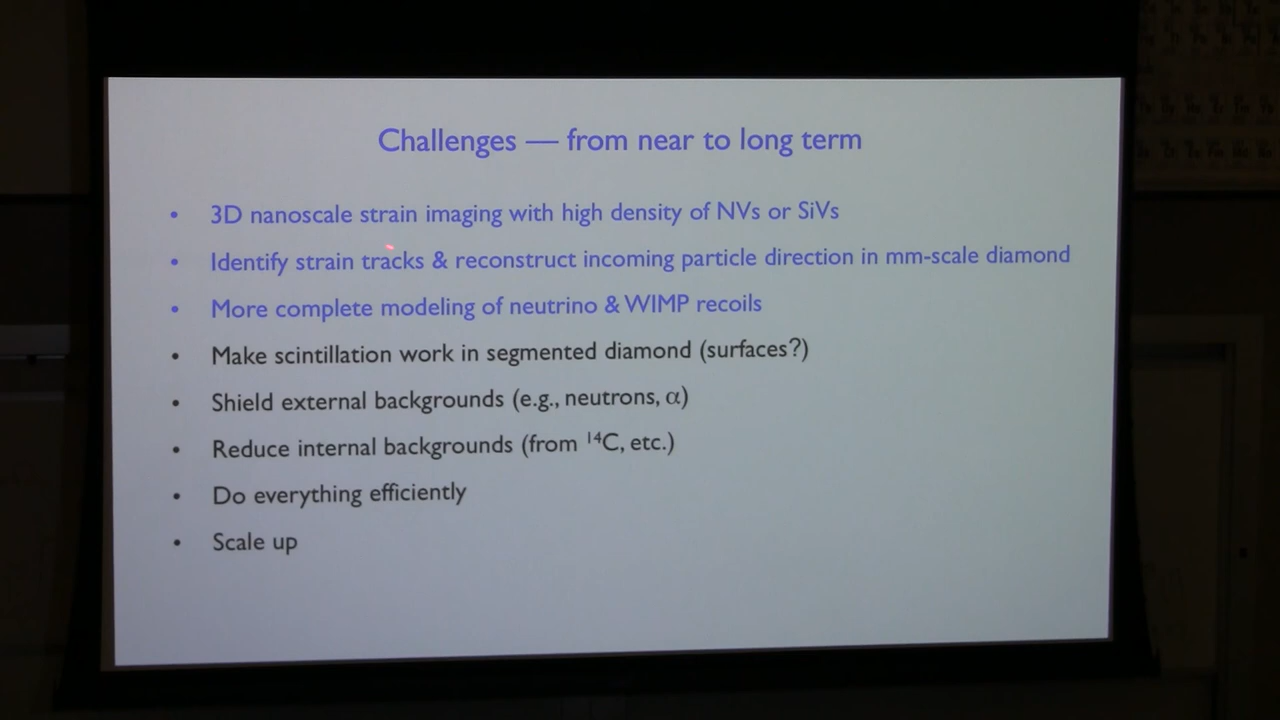 Challenges — from near to long term
• 3D nanoscale strain imaging with high density of NVs or SiVs
• Identify strain tracks & reconstruct incoming particle direction in mm-scale diamond
• More complete modeling of neutrino & WIMP recoils
• Make scintillation work in segmented diamond (surfaces?)
• Shield external backgrounds (e.g., neutrons, α)
• Reduce internal backgrounds (from ¹⁴C, etc.)
• Do everything efficiently
• Scale up